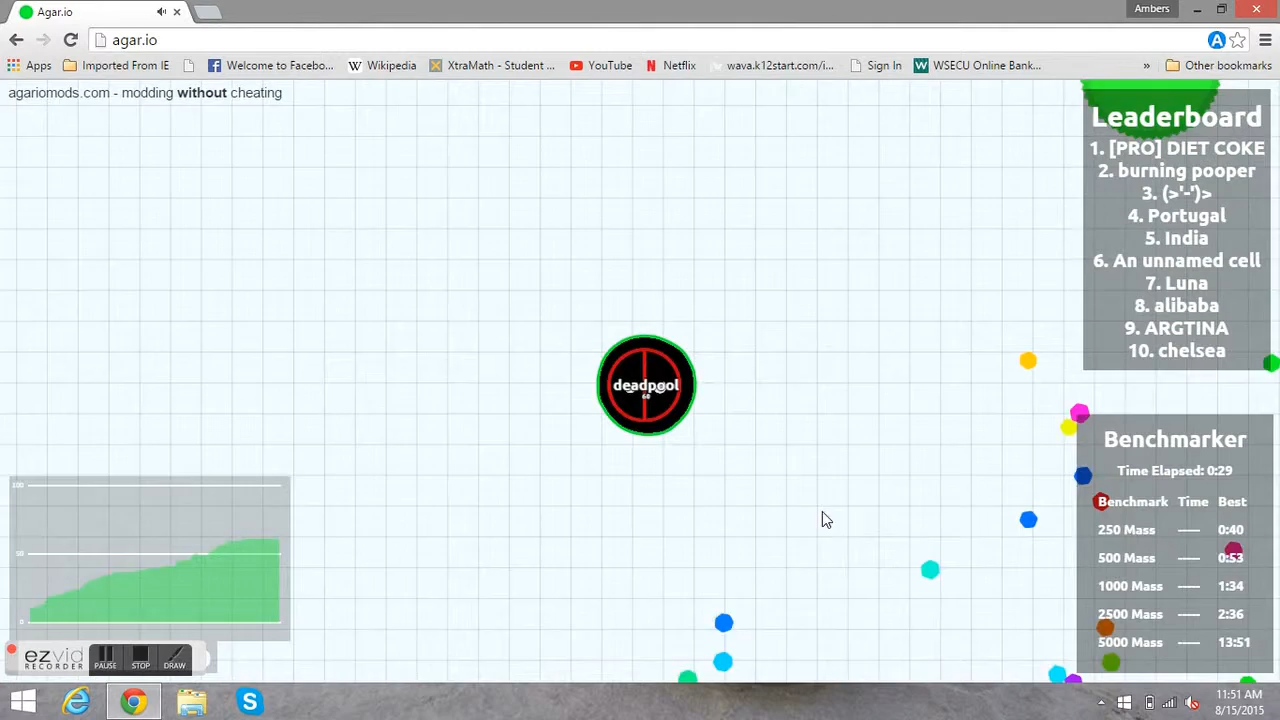 Agar.io
Ambers
agar.io
Apps Imported From IE Welcome to Facebo... Wikipedia XtraMath - Student ... YouTube Netflix wava.k12start.com/i... Sign In WSECU Online Bank... » Other bookmarks
agariomods.com - modding without cheating
Leaderboard
1. [PRO] DIET COKE
2. burning pooper
3. (>'-')>
4. Portugal
5. India
6. An unnamed cell
7. Luna
8. alibaba
9. ARGTINA
10. chelsea
deadpool
60
Benchmarker
Time Elapsed: 0:29
Benchmark Time Best
250 Mass —— 0:40
500 Mass —— 0:53
1000 Mass —— 1:34
2500 Mass —— 2:36
5000 Mass —— 13:51
100
50
0
ezvid
RECORDER
PAUSE STOP DRAW
11:51 AM
8/15/2015